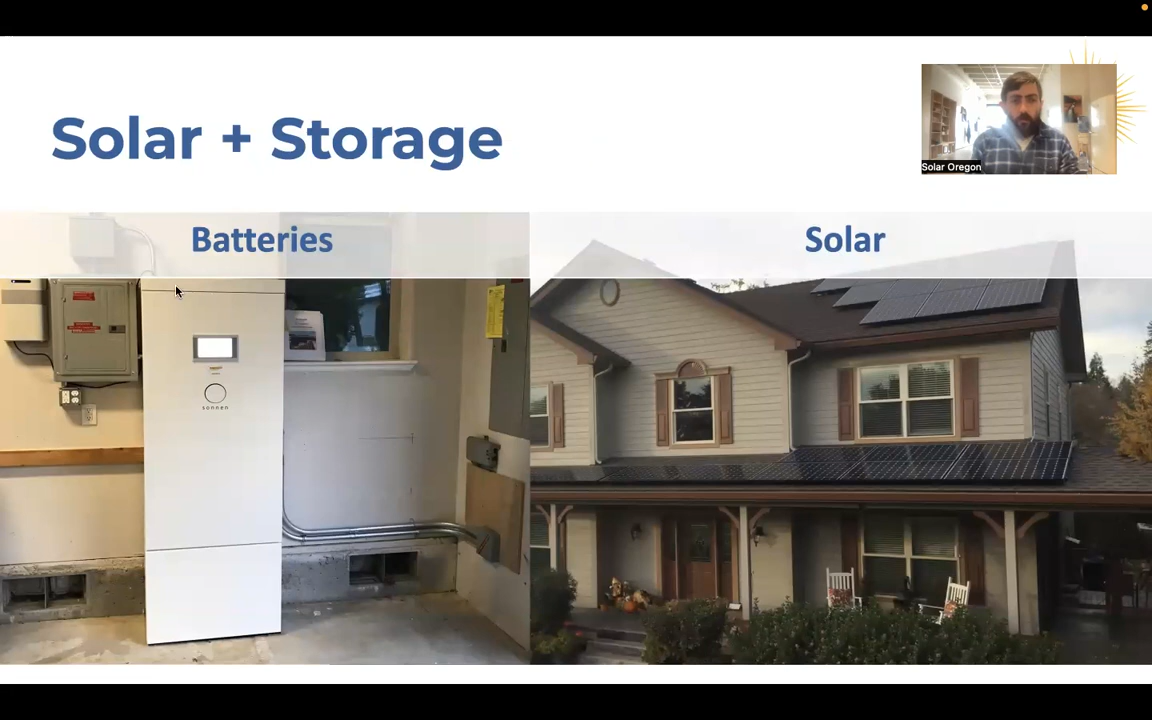 Solar + Storage
Solar Oregon
Batteries
Solar
sonnen